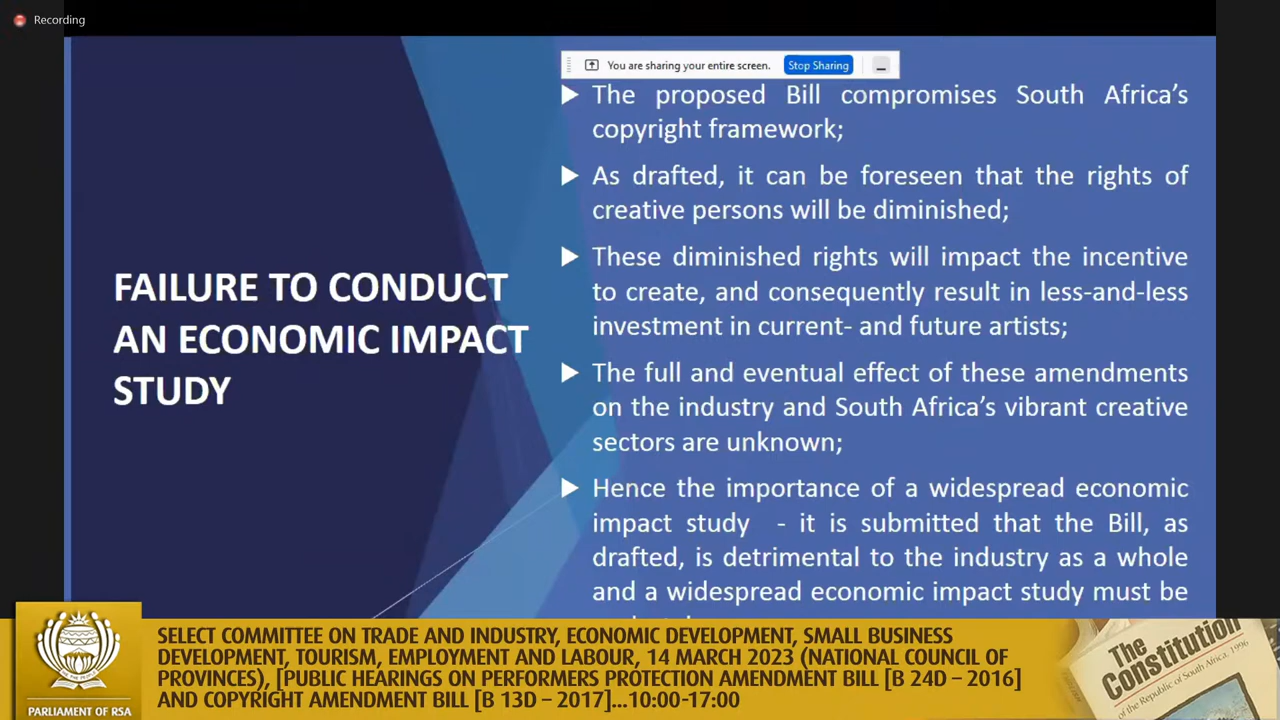 Recording
You are sharing your entire screen. Stop Sharing
FAILURE TO CONDUCT
AN ECONOMIC IMPACT
STUDY
The proposed Bill compromises South Africa's
copyright framework;
As drafted, it can be foreseen that the rights of
creative persons will be diminished;
These diminished rights will impact the incentive
to create, and consequently result in less-and-less
investment in current- and future artists;
The full and eventual effect of these amendments
on the industry and South Africa's vibrant creative
sectors are unknown;
Hence the importance of a widespread economic
impact study - it is submitted that the Bill, as
drafted, is detrimental to the industry as a whole
and a widespread economic impact study must be
PARLIAMENT OF RSA
SELECT COMMITTEE ON TRADE AND INDUSTRY, ECONOMIC DEVELOPMENT, SMALL BUSINESS
DEVELOPMENT, TOURISM, EMPLOYMENT AND LABOUR, 14 MARCH 2023 (NATIONAL COUNCIL OF
PROVINCES), [PUBLIC HEARINGS ON PERFORMERS PROTECTION AMENDMENT BILL [B 24D – 2016]
AND COPYRIGHT AMENDMENT BILL [B 13D – 2017]...10:00-17:00
The
Constitution
of the Republic of South Africa, 1996